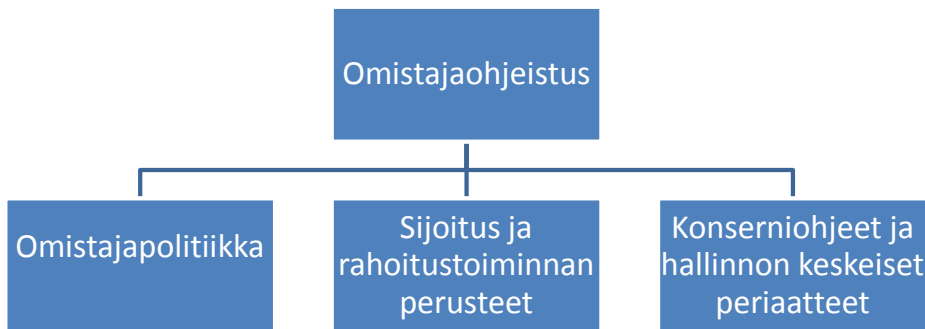 Omistajaohjeistus
Omistajapolitiikka
Sijoitus ja
rahoitustoiminnan
perusteet
Konserniohjeet ja
hallinnon keskeiset
periaatteet